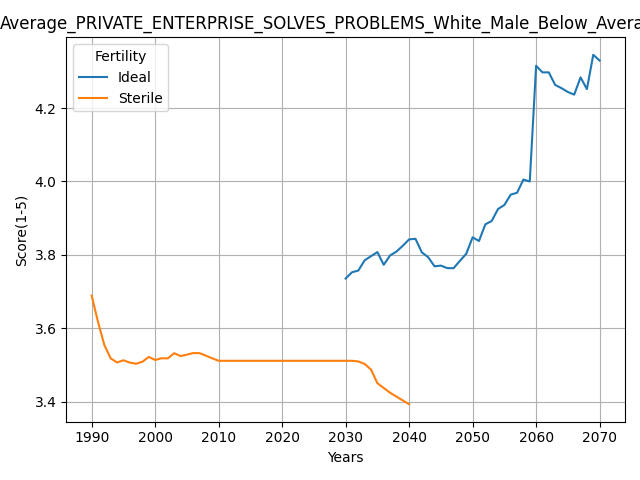 Average_PRIVATE_ENTERPRISE_SOLVES_PROBLEMS_White_Male_Below_Avera
Fertility
Ideal
Sterile
4.2
4.0
3.8
3.6
3.4
Score(1-5)
1990 2000 2010 2020 2030 2040 2050 2060 2070
Years